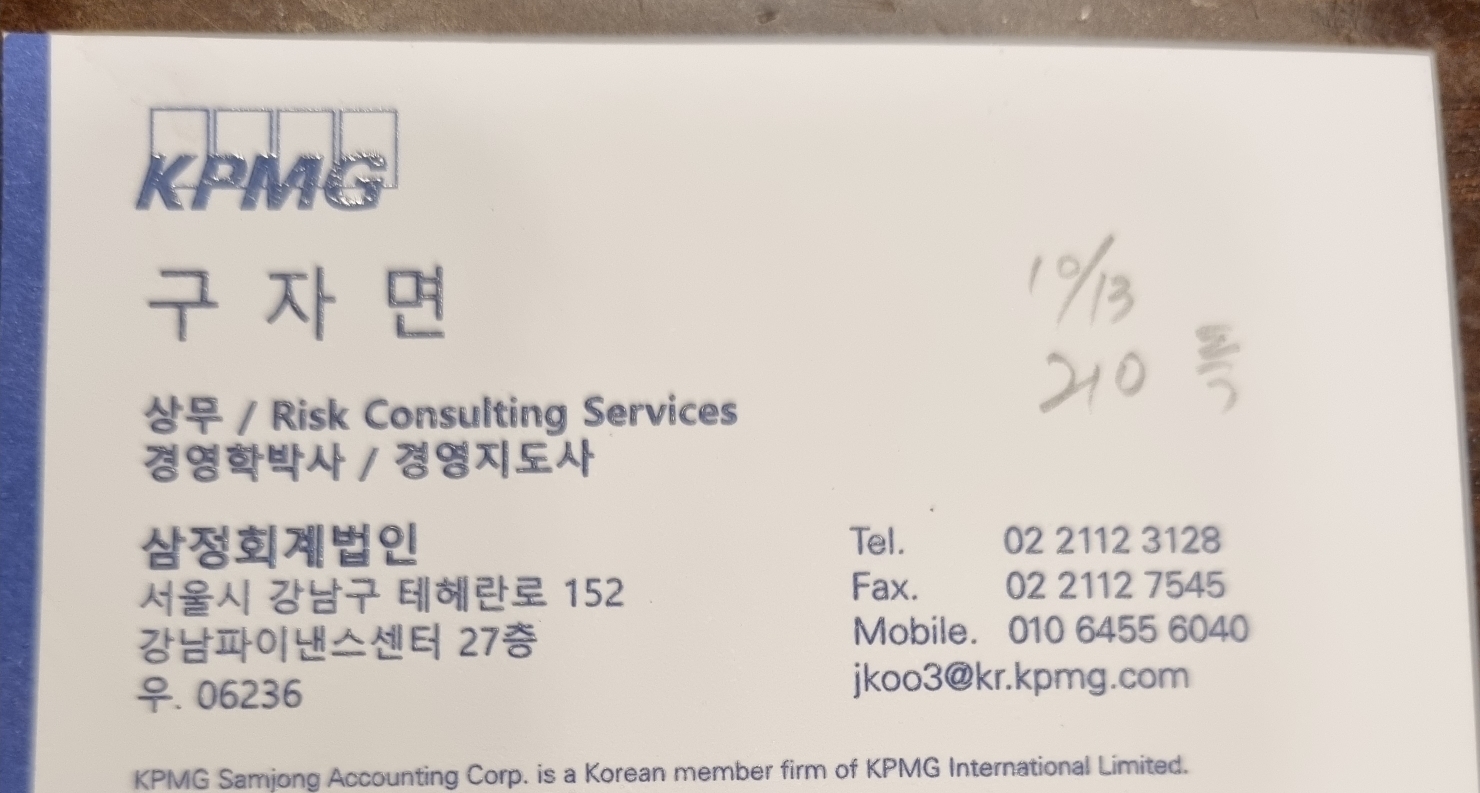 KPMG
구 자 면
10/13
210 특
상무 / Risk Consulting Services
경영학박사 / 경영지도사
삼정회계법인
서울시 강남구 테헤란로 152
강남파이낸스센터 27층
우. 06236
Tel. 02 2112 3128
Fax. 02 2112 7545
Mobile. 010 6455 6040
jkoo3@kr.kpmg.com
KPMG Samjong Accounting Corp. is a Korean member firm of KPMG International Limited.